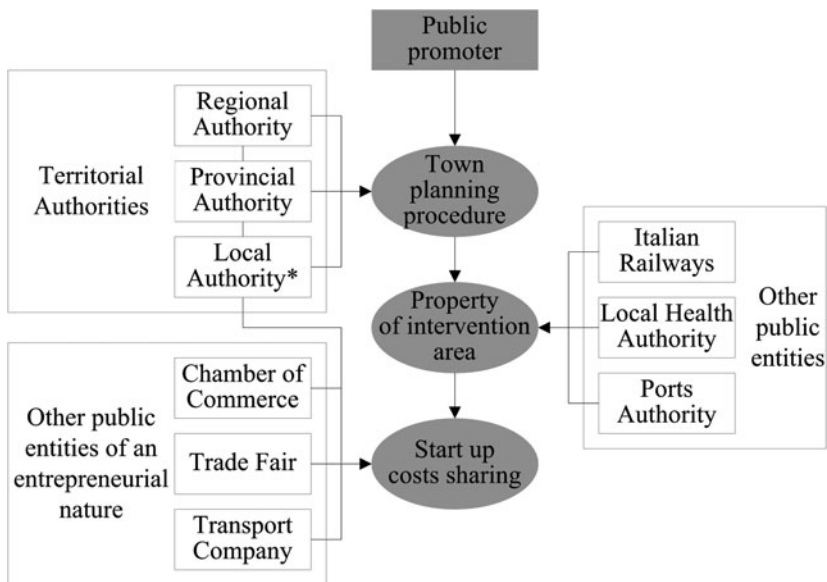 Public
promoter
Territorial
Authorities
Regional
Authority
Provincial
Authority
Local
Authority*
Town
planning
procedure
Property
of intervention
area
Italian
Railways
Local Health
Authority
Ports
Authority
Other
public
entities
Other public
entities of an
entrepreneurial
nature
Chamber of
Commerce
Trade Fair
Transport
Company
Start up
costs sharing